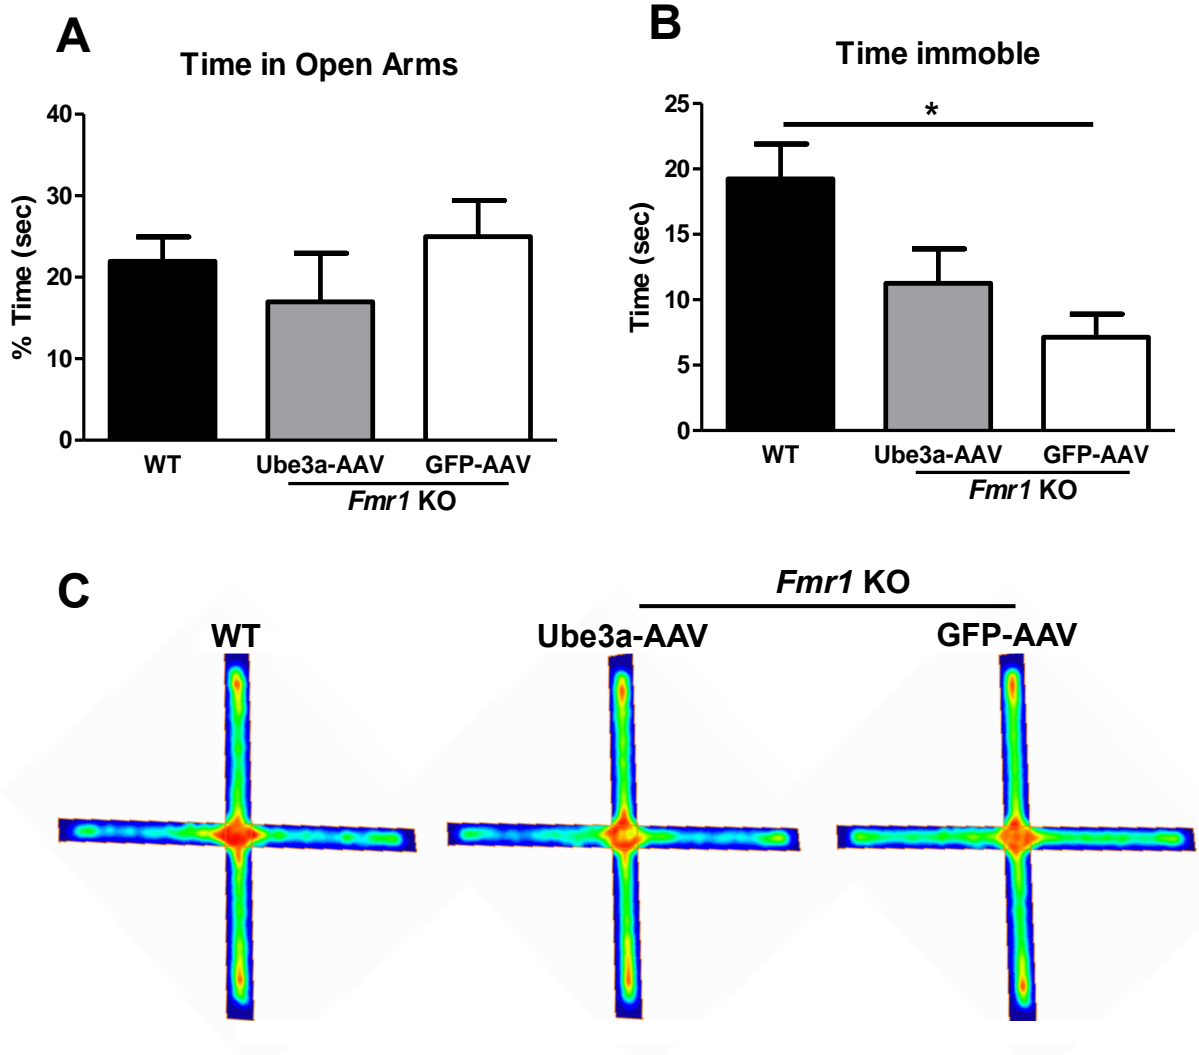 A
Time in Open Arms
% Time (sec)
40
30
20
10
0
WT
Ube3a-AAV
GFP-AAV
Fmr1 KO
B
Time immoble
Time (sec)
25
20
15
10
5
0
*
WT
Ube3a-AAV
GFP-AAV
Fmr1 KO
C
Fmr1 KO
WT
Ube3a-AAV
GFP-AAV